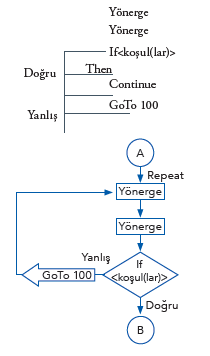 Yönerge
Yönerge
If<koşul(lar)>
Doğru
Then
Continue
Yanlış
GoTo 100
A
Repeat
Yönerge
Yönerge
Yanlış
If
<koşul(lar)>
GoTo 100
Doğru
B